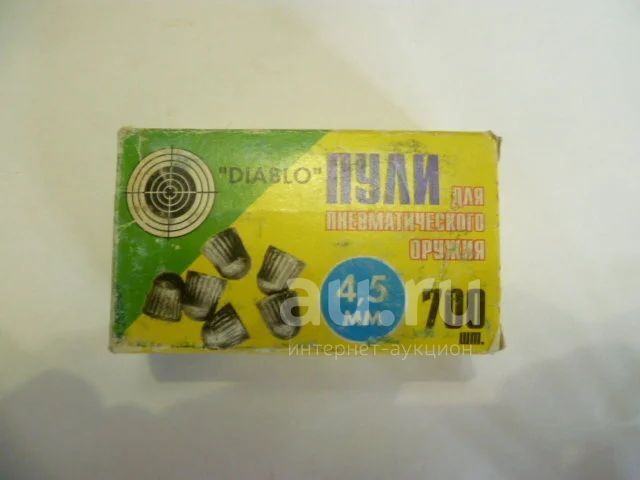 "DIABLO"
ПУЛИ
ДЛЯ
ПНЕВМАТИЧЕСКОГО
ОРУЖИЯ
4,5
ММ
700
шт.
au.ru
интернет-аукцион